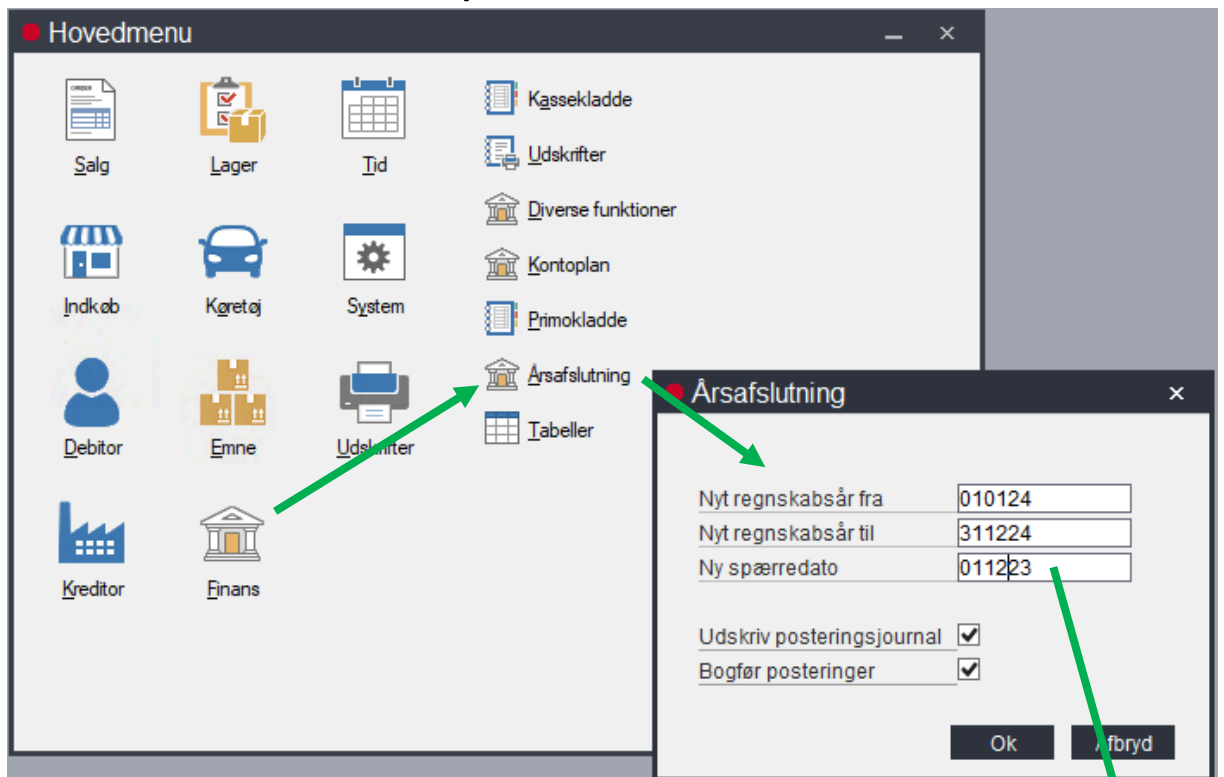 Hovedmenu
Salg
Lager
Tid
Indkøb
Køretøj
System
Debitor
Emne
Udskrifter
Kreditor
Finans
Kassekladde
Udskrifter
Diverse funktioner
Kontoplan
Primokladde
Årsafslutning
Tabeller
Årsafslutning
Nyt regnskabsår fra 010124
Nyt regnskabsår til 311224
Ny spærredato 011223
Udskriv posteringsjournal
Bogfør posteringer
Ok Afbryd